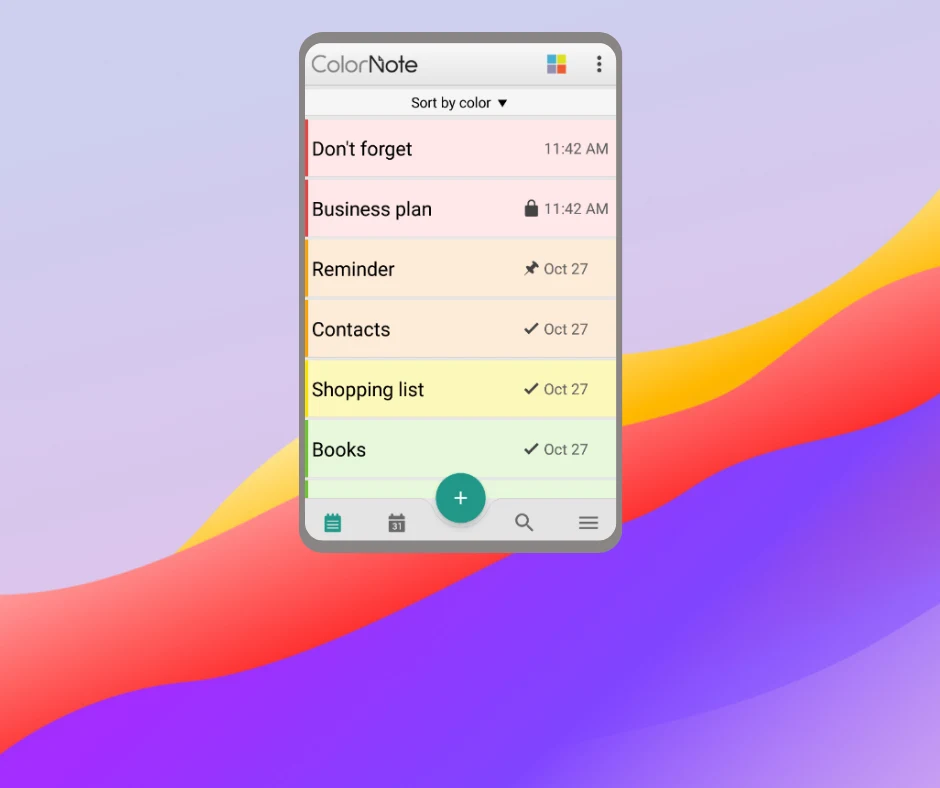 ColorNote
Sort by color ▼
Don't forget 11:42 AM
Business plan 11:42 AM
Reminder Oct 27
Contacts Oct 27
Shopping list Oct 27
Books Oct 27
+
31